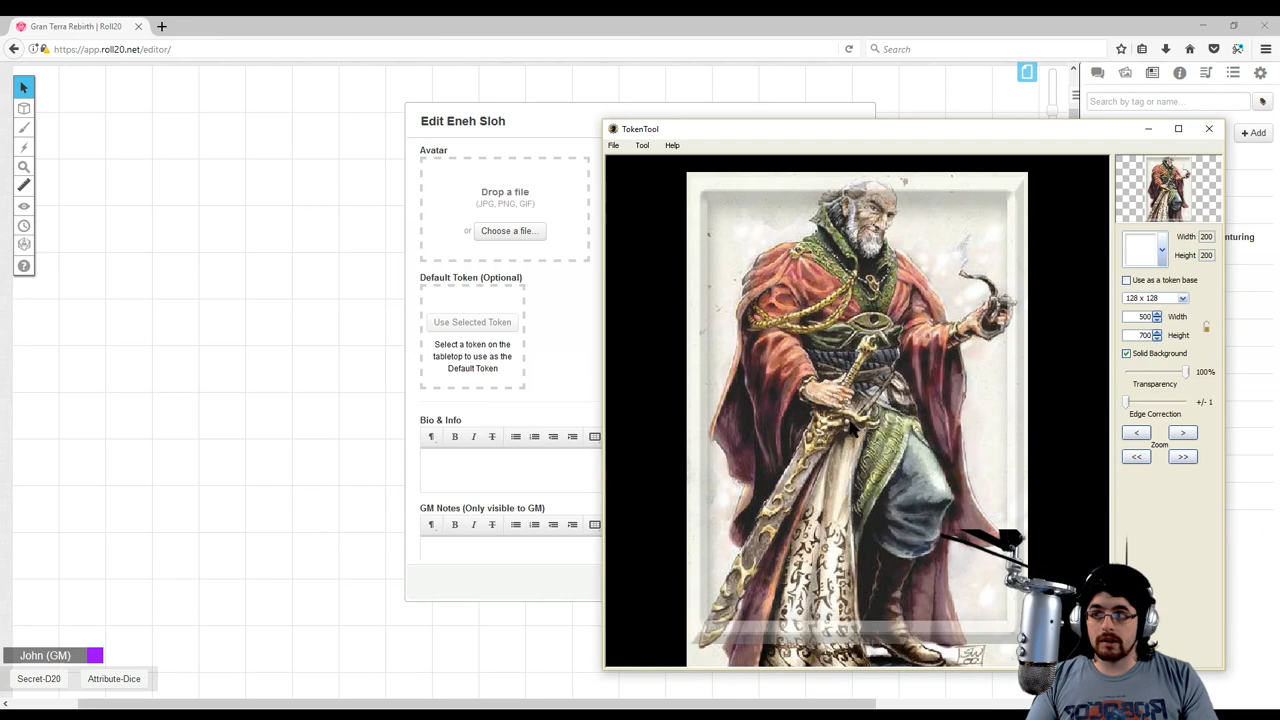 Gran Terra Rebirth | Roll20
https://app.roll20.net/editor/
Search
Search by tag or name...
+ Add
Edit Eneh Sloh
Avatar
Drop a file
(JPG, PNG, GIF)
or Choose a file...
Default Token (Optional)
Use Selected Token
Select a token on the
tabletop to use as the
Default Token
Bio & Info
¶ B I T
GM Notes (Only visible to GM)
¶ B I T
TokenTool
File Tool Help
Width 200
Height 200
Use as a token base
128 x 128
500 Width
700 Height
Solid Background
100%
Transparency
+/- 1
Edge Correction
< >
Zoom
<< >>
nturing
John (GM)
Secret-D20 Attribute-Dice